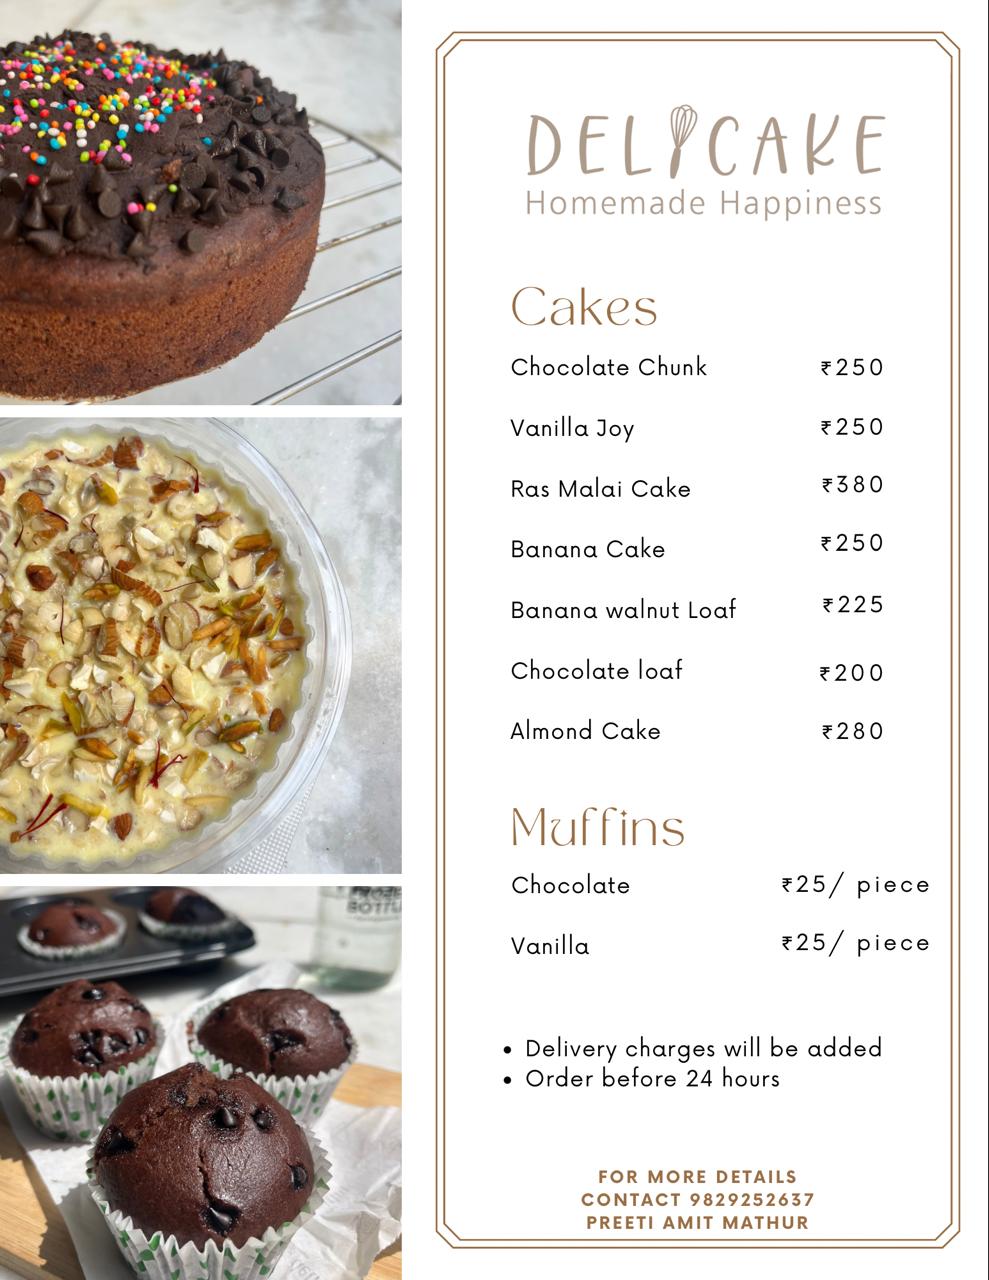 DELICAKE
Homemade Happiness
Cakes
Chocolate Chunk ₹250
Vanilla Joy ₹250
Ras Malai Cake ₹380
Banana Cake ₹250
Banana walnut Loaf ₹225
Chocolate loaf ₹200
Almond Cake ₹280
Muffins
Chocolate ₹25/ piece
Vanilla ₹25/ piece
• Delivery charges will be added
• Order before 24 hours
FOR MORE DETAILS
CONTACT 9829252637
PREETI AMIT MATHUR